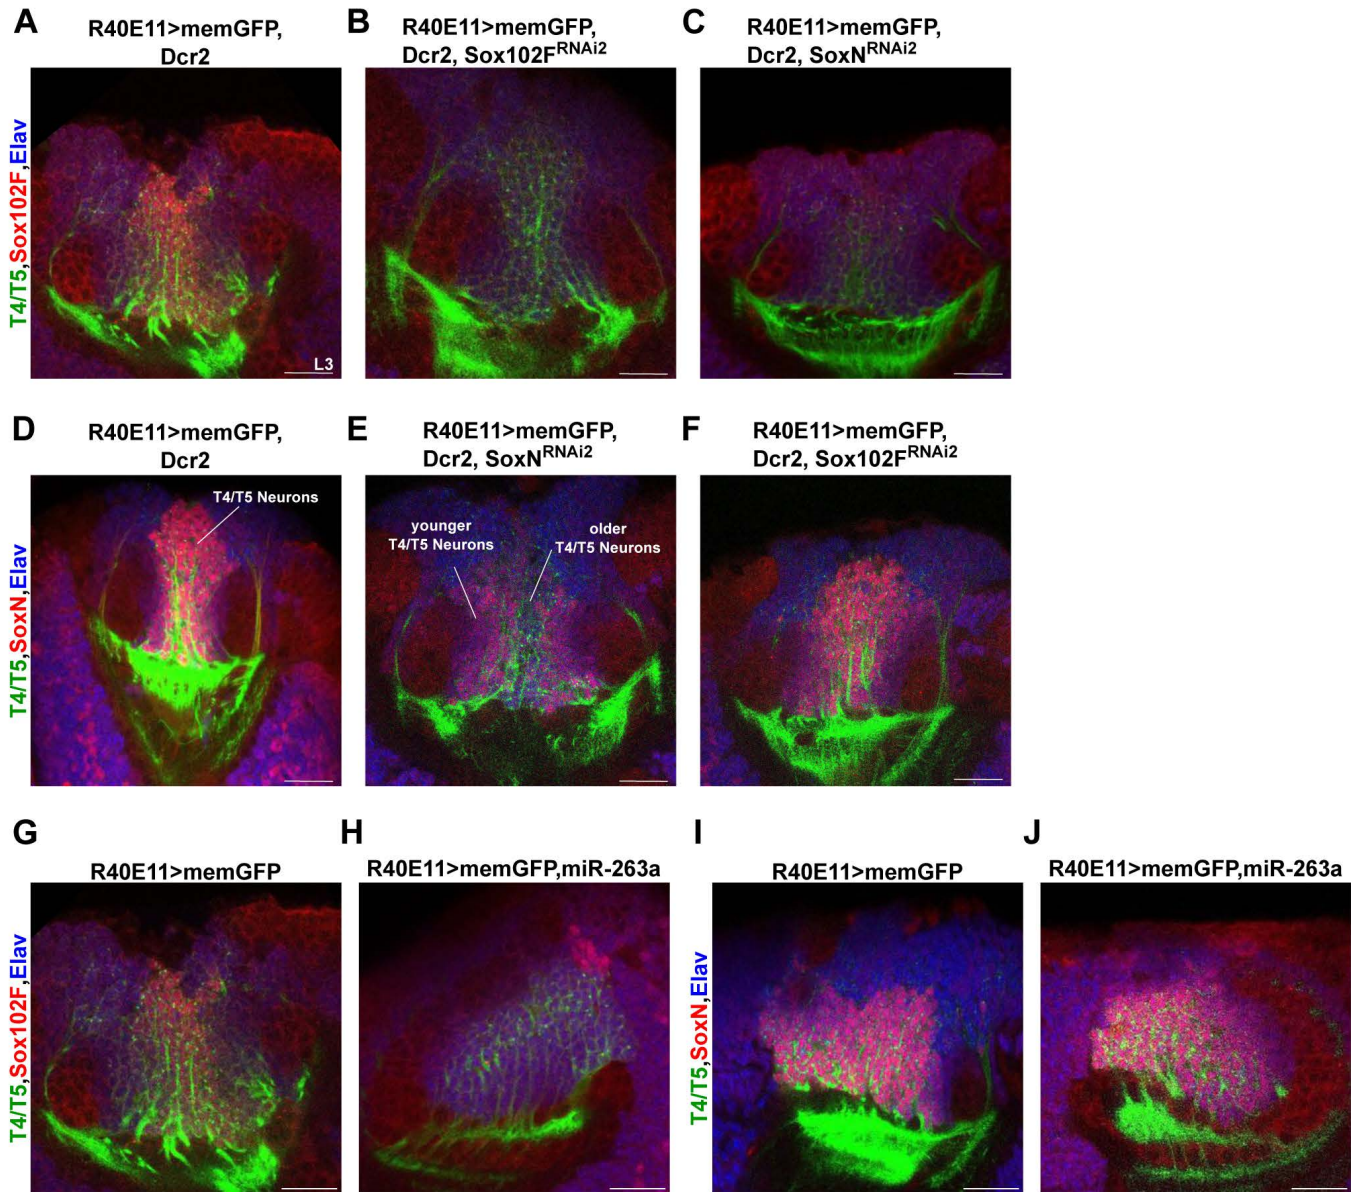 A
R40E11>memGFP,
Dcr2
B
R40E11>memGFP,
Dcr2, Sox102F^RNAi2
C
R40E11>memGFP,
Dcr2, SoxN^RNAi2
T4/T5,Sox102F,Elav
L3
D
R40E11>memGFP,
Dcr2
E
R40E11>memGFP,
Dcr2, SoxN^RNAi2
F
R40E11>memGFP,
Dcr2, Sox102F^RNAi2
T4/T5,SoxN,Elav
T4/T5 Neurons
younger
T4/T5 Neurons
older
T4/T5 Neurons
G
R40E11>memGFP
H
R40E11>memGFP,miR-263a
I
R40E11>memGFP
J
R40E11>memGFP,miR-263a
T4/T5,Sox102F,Elav
T4/T5,SoxN,Elav